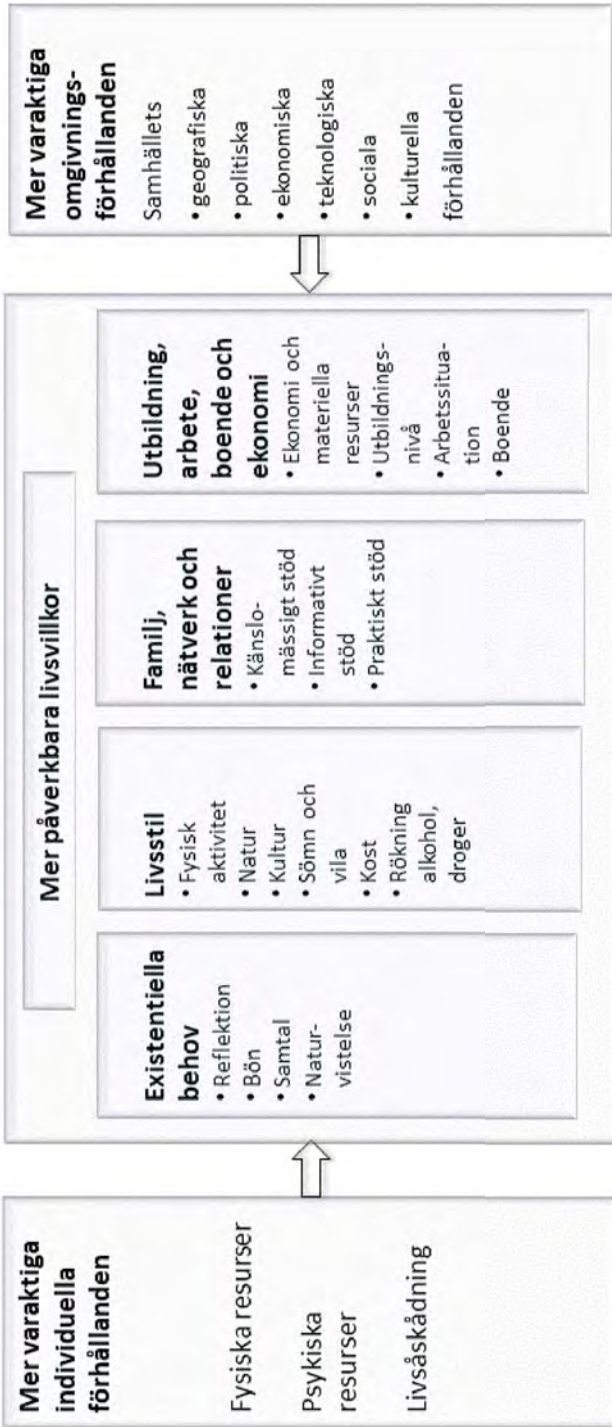 Mer varaktiga
individuella
förhållanden
Fysiska resurser
Psykiska
resurser
Livsåskådning
Mer påverkbara livsvillkor
Existentiella
behov
• Reflektion
• Bön
• Samtal
• Natur-
vistelse
Livsstil
• Fysisk
aktivitet
• Natur
• Kultur
• Sömn och
vila
• Kost
• Rökning
alkohol,
droger
Familj,
nätverk och
relationer
• Känslo-
mässigt stöd
• Informativt
stöd
• Praktiskt stöd
Utbildning,
arbete,
boende och
ekonomi
• Ekonomi och
materiella
resurser
• Utbildnings-
nivå
• Arbetssitua-
tion
• Boende
Mer varaktiga
omgivnings-
förhållanden
Samhällets
• geografiska
• politiska
• ekonomiska
• teknologiska
• sociala
• kulturella
förhållanden